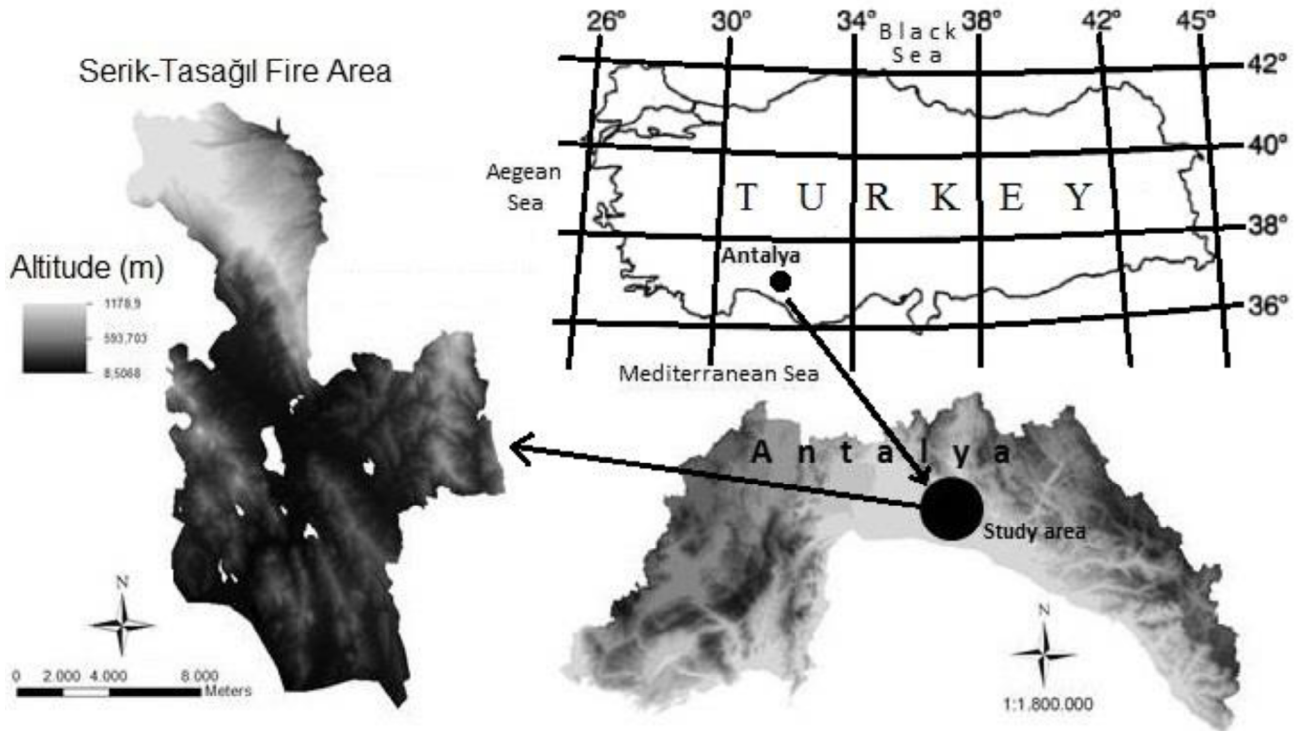 Serik-Tasağıl Fire Area
Altitude (m)
1178,9
593,703
8,5068
N
0 2.000 4.000 8.000
Meters
26° 30° 34° 38° 42° 45°
Black
Sea
42°
40°
Aegean
Sea
TURKEY
38°
Antalya
36°
Mediterranean Sea
Antalya
Study area
N
1:1.800.000